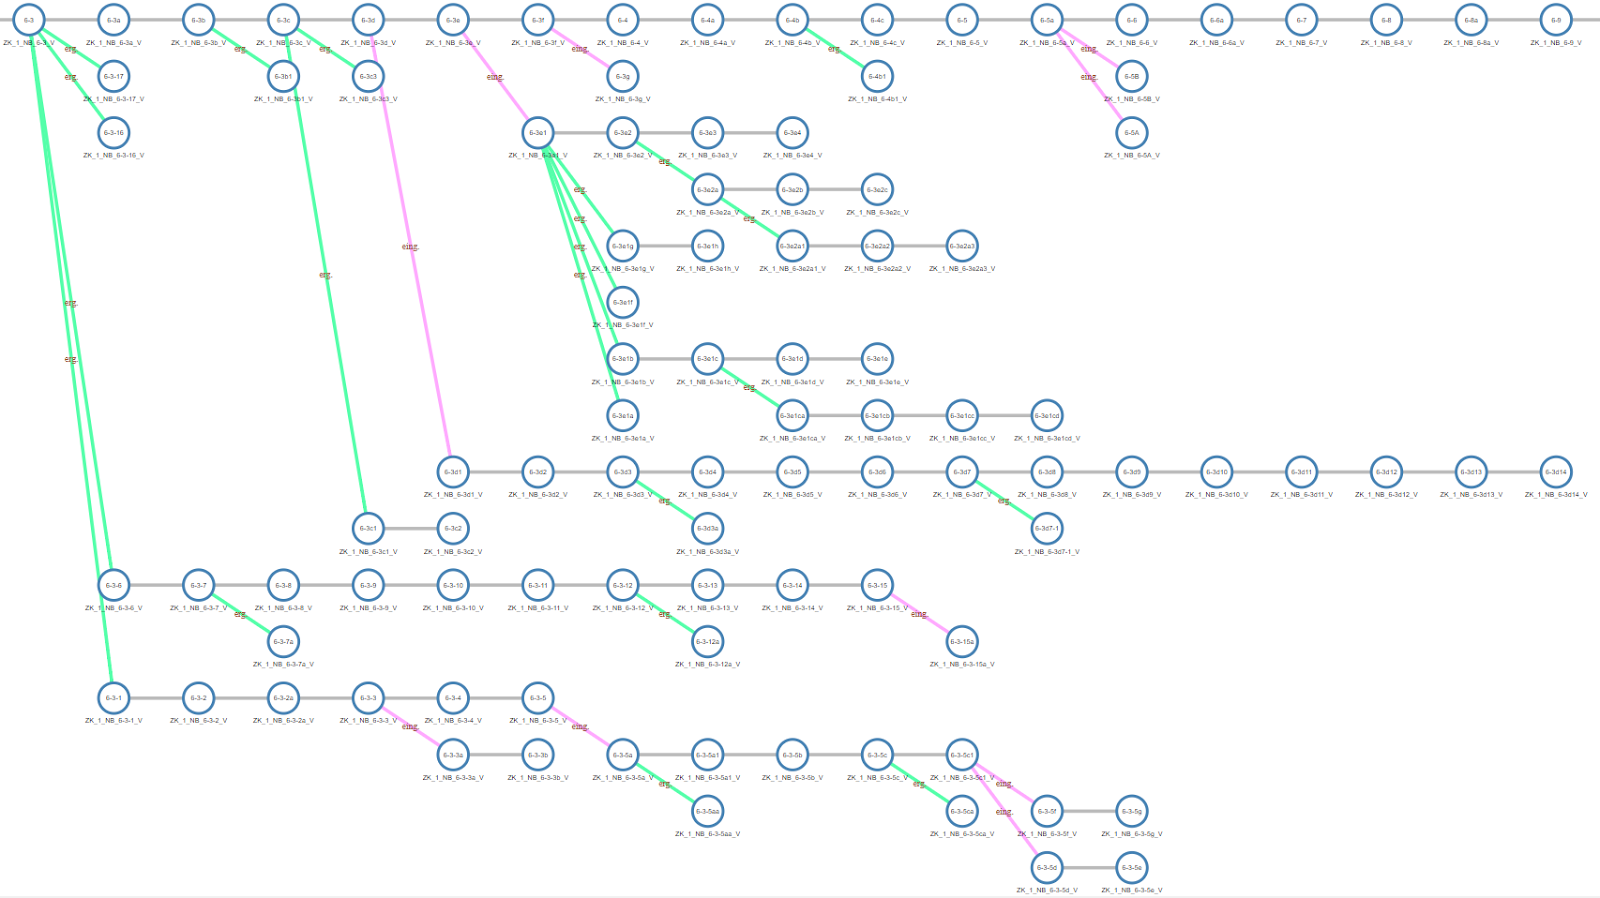 6-3 6-3a 6-3b 6-3c 6-3d 6-3e 6-3f 6-4 6-4a 6-4b 6-4c 6-5 6-5a 6-6 6-6a 6-7 6-8 6-8a 6-9
ZK_1_NB_6-3_V ZK_1_NB_6-3a_V ZK_1_NB_6-3b_V ZK_1_NB_6-3c_V ZK_1_NB_6-3d_V ZK_1_NB_6-3e_V ZK_1_NB_6-3f_V ZK_1_NB_6-4_V ZK_1_NB_6-4a_V ZK_1_NB_6-4b_V ZK_1_NB_6-4c_V ZK_1_NB_6-5_V ZK_1_NB_6-5a_V ZK_1_NB_6-6_V ZK_1_NB_6-6a_V ZK_1_NB_6-7_V ZK_1_NB_6-8_V ZK_1_NB_6-8a_V ZK_1_NB_6-9_V
erg. erg. erg. eing. erg. eing.
erg. 6-3-17 6-3b1 6-3c3 eing. 6-3g 6-4b1 eing. 6-5B
ZK_1_NB_6-3-17_V ZK_1_NB_6-3b1_V ZK_1_NB_6-3c3_V ZK_1_NB_6-3g_V ZK_1_NB_6-4b1_V ZK_1_NB_6-5B_V
6-3-16 6-3e1 6-3e2 6-3e3 6-3e4 6-5A
ZK_1_NB_6-3-16_V ZK_1_NB_6-3e1_V ZK_1_NB_6-3e2_V ZK_1_NB_6-3e3_V ZK_1_NB_6-3e4_V ZK_1_NB_6-5A_V
erg.
erg. 6-3e2a 6-3e2b 6-3e2c
ZK_1_NB_6-3e2a_V ZK_1_NB_6-3e2b_V ZK_1_NB_6-3e2c_V
erg. erg.
eing. erg. 6-3e1g 6-3e1h 6-3e2a1 6-3e2a2 6-3e2a3
ZK_1_NB_6-3e1g_V ZK_1_NB_6-3e1h_V ZK_1_NB_6-3e2a1_V ZK_1_NB_6-3e2a2_V ZK_1_NB_6-3e2a3_V
erg. erg.
erg. 6-3e1f
ZK_1_NB_6-3e1f_V
erg. 6-3e1b 6-3e1c 6-3e1d 6-3e1e
ZK_1_NB_6-3e1b_V ZK_1_NB_6-3e1c_V ZK_1_NB_6-3e1d_V ZK_1_NB_6-3e1e_V
erg.
6-3e1a 6-3e1ca 6-3e1cb 6-3e1cc 6-3e1cd
ZK_1_NB_6-3e1a_V ZK_1_NB_6-3e1ca_V ZK_1_NB_6-3e1cb_V ZK_1_NB_6-3e1cc_V ZK_1_NB_6-3e1cd_V
6-3d1 6-3d2 6-3d3 6-3d4 6-3d5 6-3d6 6-3d7 6-3d8 6-3d9 6-3d10 6-3d11 6-3d12 6-3d13 6-3d14
ZK_1_NB_6-3d1_V ZK_1_NB_6-3d2_V ZK_1_NB_6-3d3_V ZK_1_NB_6-3d4_V ZK_1_NB_6-3d5_V ZK_1_NB_6-3d6_V ZK_1_NB_6-3d7_V ZK_1_NB_6-3d8_V ZK_1_NB_6-3d9_V ZK_1_NB_6-3d10_V ZK_1_NB_6-3d11_V ZK_1_NB_6-3d12_V ZK_1_NB_6-3d13_V ZK_1_NB_6-3d14_V
erg. erg.
6-3c1 6-3c2 6-3d3a 6-3d7-1
ZK_1_NB_6-3c1_V ZK_1_NB_6-3c2_V ZK_1_NB_6-3d3a_V ZK_1_NB_6-3d7-1_V
6-3-6 6-3-7 6-3-8 6-3-9 6-3-10 6-3-11 6-3-12 6-3-13 6-3-14 6-3-15
ZK_1_NB_6-3-6_V ZK_1_NB_6-3-7_V ZK_1_NB_6-3-8_V ZK_1_NB_6-3-9_V ZK_1_NB_6-3-10_V ZK_1_NB_6-3-11_V ZK_1_NB_6-3-12_V ZK_1_NB_6-3-13_V ZK_1_NB_6-3-14_V ZK_1_NB_6-3-15_V
erg. erg. eing.
6-3-7a 6-3-12a 6-3-15a
ZK_1_NB_6-3-7a_V ZK_1_NB_6-3-12a_V ZK_1_NB_6-3-15a_V
6-3-1 6-3-2 6-3-2a 6-3-3 6-3-4 6-3-5
ZK_1_NB_6-3-1_V ZK_1_NB_6-3-2_V ZK_1_NB_6-3-2a_V ZK_1_NB_6-3-3_V ZK_1_NB_6-3-4_V ZK_1_NB_6-3-5_V
eing. eing.
6-3-3a 6-3-3b 6-3-5a 6-3-5a1 6-3-5b 6-3-5c 6-3-5c1
ZK_1_NB_6-3-3a_V ZK_1_NB_6-3-3b_V ZK_1_NB_6-3-5a_V ZK_1_NB_6-3-5a1_V ZK_1_NB_6-3-5b_V ZK_1_NB_6-3-5c_V ZK_1_NB_6-3-5c1_V
erg. erg. eing.
6-3-5aa 6-3-5ca eing. 6-3-5f 6-3-5g
ZK_1_NB_6-3-5aa_V ZK_1_NB_6-3-5ca_V ZK_1_NB_6-3-5f_V ZK_1_NB_6-3-5g_V
6-3-5d 6-3-5e
ZK_1_NB_6-3-5d_V ZK_1_NB_6-3-5e_V